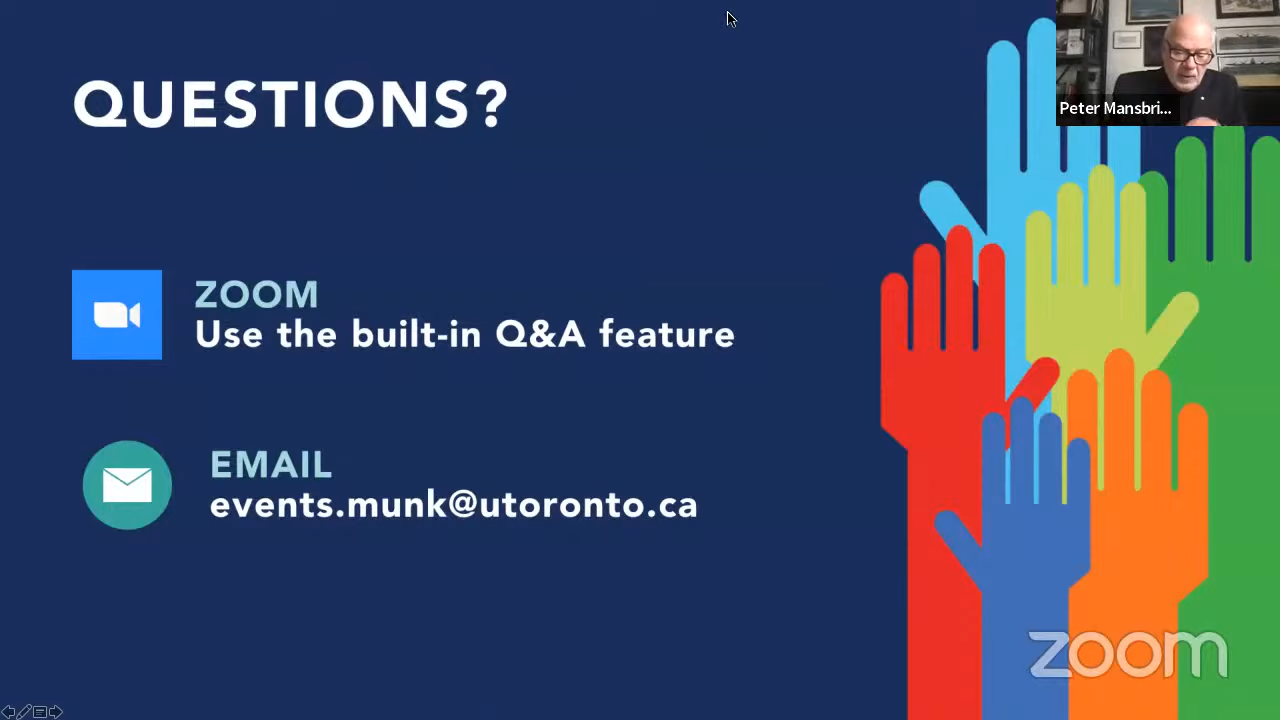 QUESTIONS?
Peter Mansbri...
ZOOM
Use the built-in Q&A feature
EMAIL
events.munk@utoronto.ca
zoom